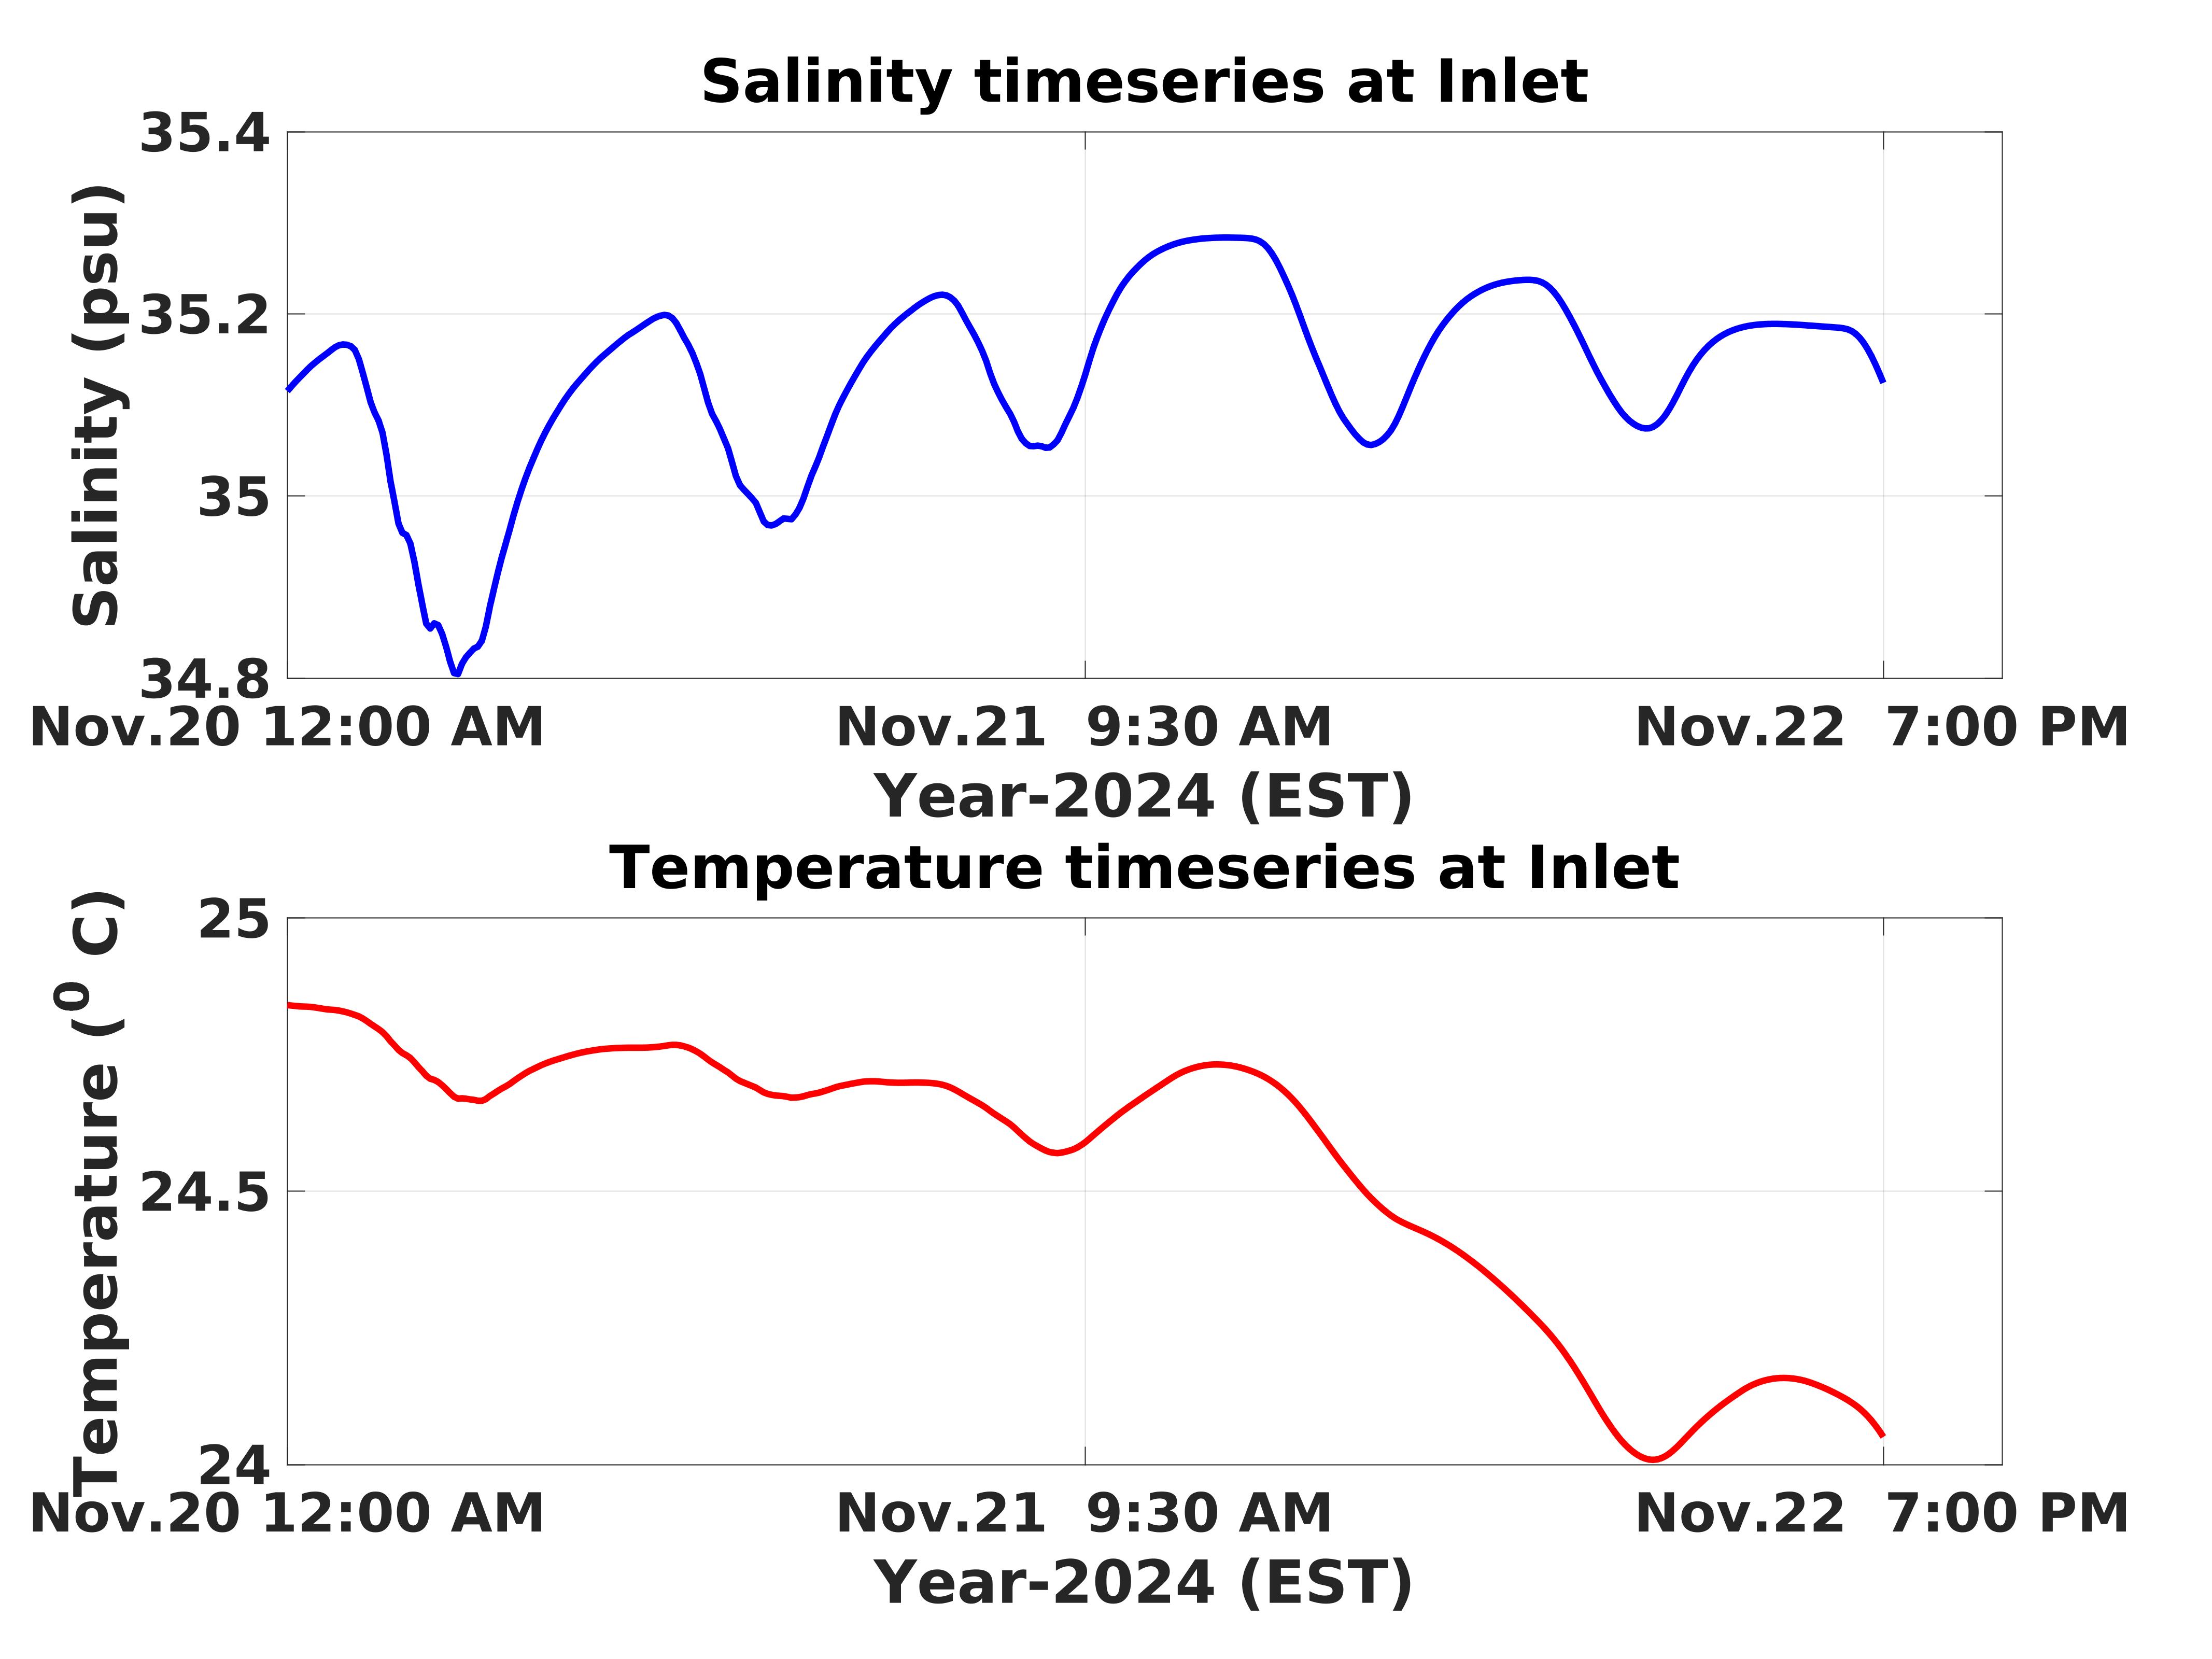 Salinity timeseries at Inlet
35.4
35.2
35
34.8
Salinity (psu)
Nov.20 12:00 AM
Nov.21 9:30 AM
Nov.22 7:00 PM
Year-2024 (EST)
Temperature timeseries at Inlet
25
24.5
24
Temperature (⁰ C)
Nov.20 12:00 AM
Nov.21 9:30 AM
Nov.22 7:00 PM
Year-2024 (EST)